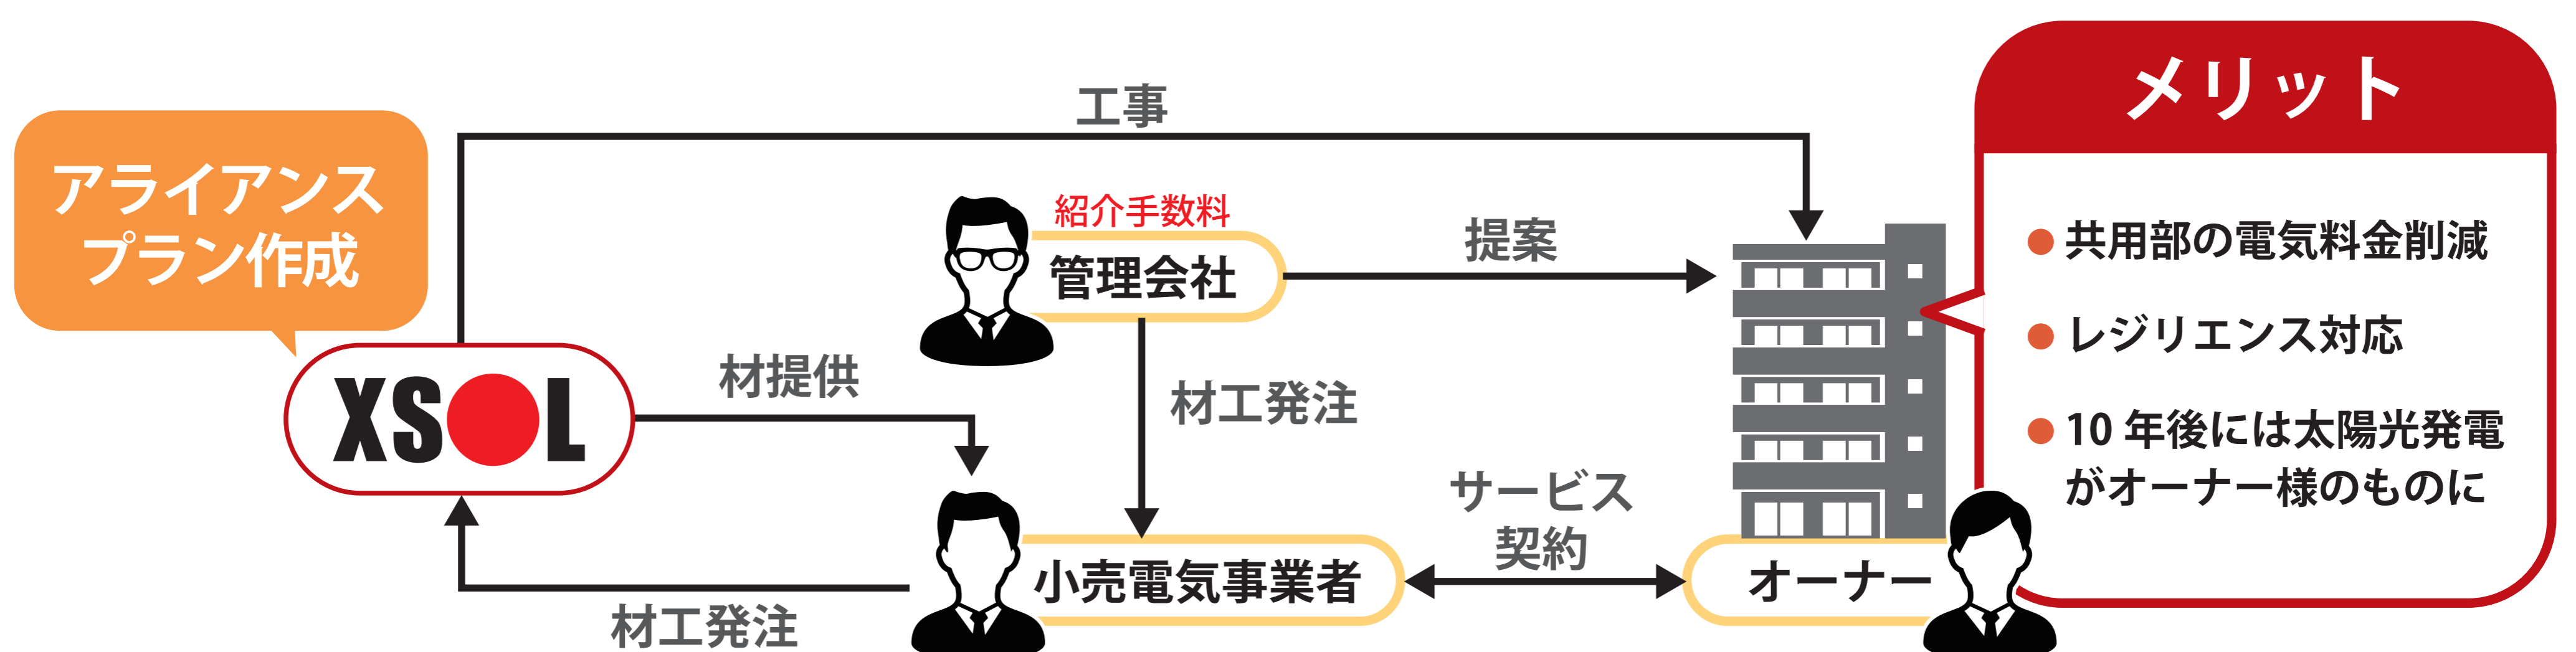 アライアンス
プラン作成
XSOL
工事
紹介手数料
管理会社
提案
材提供
材工発注
小売電気事業者
材工発注
サービス
契約
オーナー
メリット
共用部の電気料金削減
レジリエンス対応
10 年後には太陽光発電
がオーナー様のものに